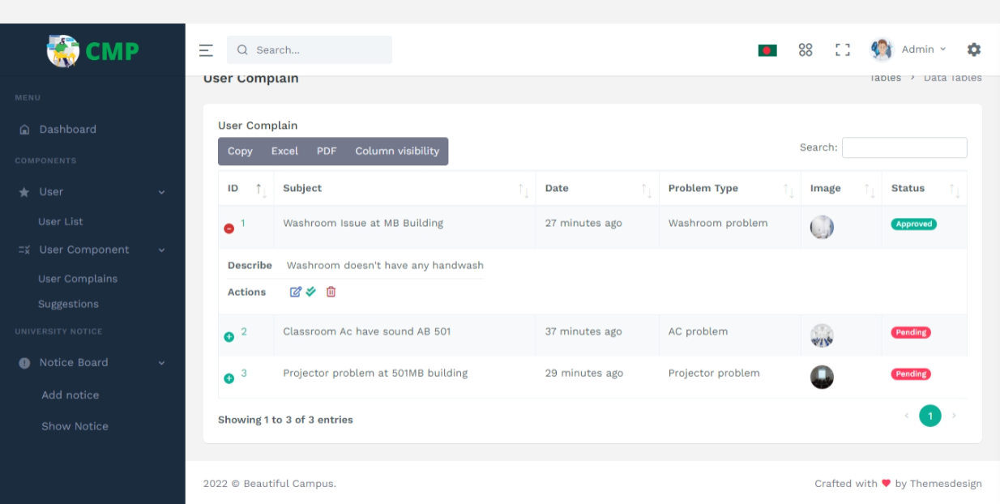 CMP
Search...
Admin
User Complain
Tables > Data Tables
MENU
Dashboard
COMPONENTS
User
User List
User Component
User Complains
Suggestions
UNIVERSITY NOTICE
Notice Board
Add notice
Show Notice
User Complain
Copy Excel PDF Column visibility
Search:
ID Subject Date Problem Type Image Status
1 Washroom Issue at MB Building 27 minutes ago Washroom problem Approved
Describe Washroom doesn't have any handwash
Actions
2 Classroom Ac have sound AB 501 37 minutes ago AC problem Pending
3 Projector problem at 501MB building 29 minutes ago Projector problem Pending
Showing 1 to 3 of 3 entries
‹ 1 ›
2022 © Beautiful Campus.
Crafted with ❤ by Themesdesign